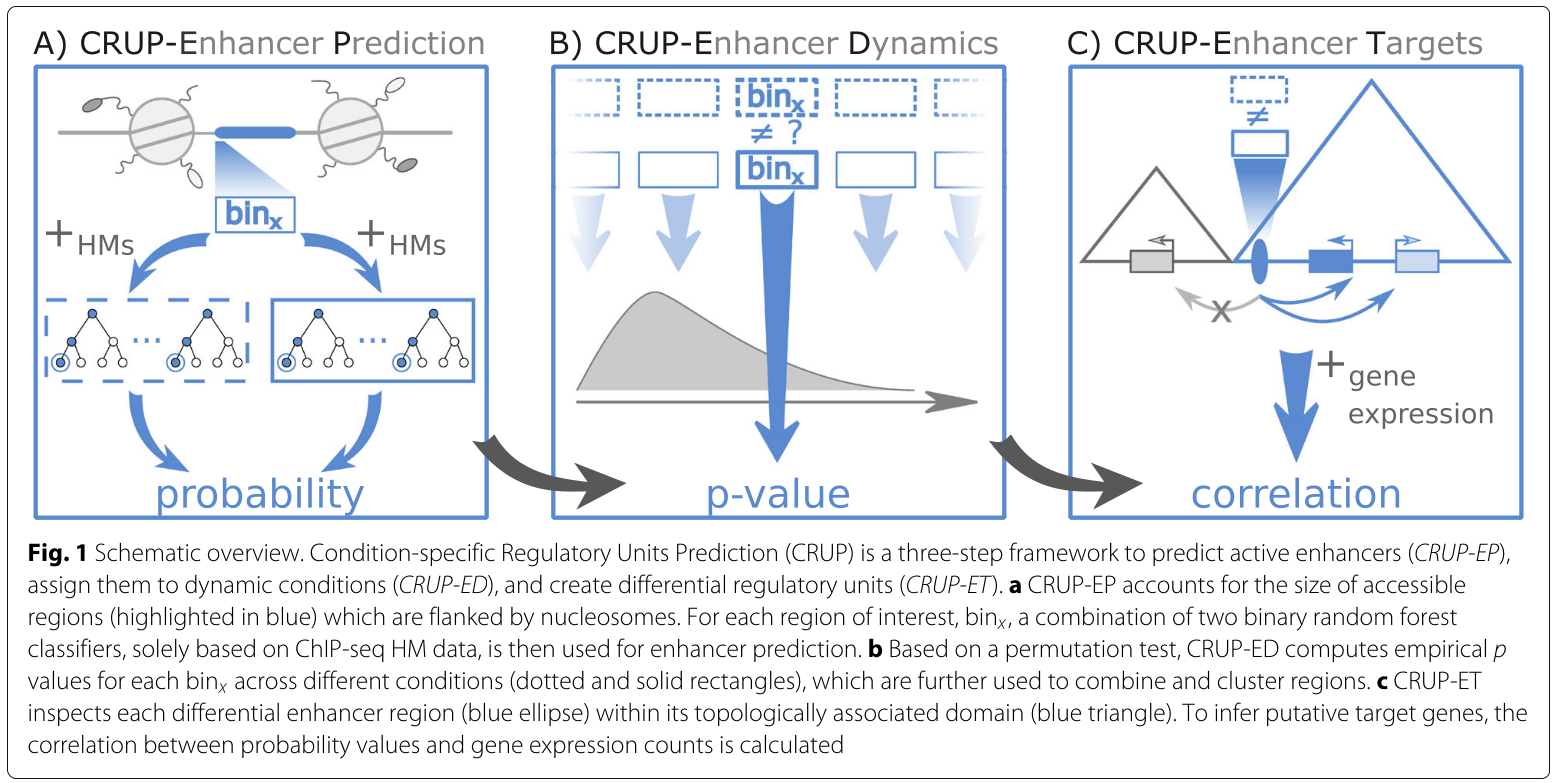 A) CRUP-Enhancer Prediction
bin_x
+ HMs
+ HMs
...
...
probability
B) CRUP-Enhancer Dynamics
bin_x
≠ ?
bin_x
p-value
C) CRUP-Enhancer Targets
≠
X
+ gene
expression
correlation
Fig. 1 Schematic overview. Condition-specific Regulatory Units Prediction (CRUP) is a three-step framework to predict active enhancers (CRUP-EP),
assign them to dynamic conditions (CRUP-ED), and create differential regulatory units (CRUP-ET). a CRUP-EP accounts for the size of accessible
regions (highlighted in blue) which are flanked by nucleosomes. For each region of interest, bin_x, a combination of two binary random forest
classifiers, solely based on ChIP-seq HM data, is then used for enhancer prediction. b Based on a permutation test, CRUP-ED computes empirical p
values for each bin_x across different conditions (dotted and solid rectangles), which are further used to combine and cluster regions. c CRUP-ET
inspects each differential enhancer region (blue ellipse) within its topologically associated domain (blue triangle). To infer putative target genes, the
correlation between probability values and gene expression counts is calculated